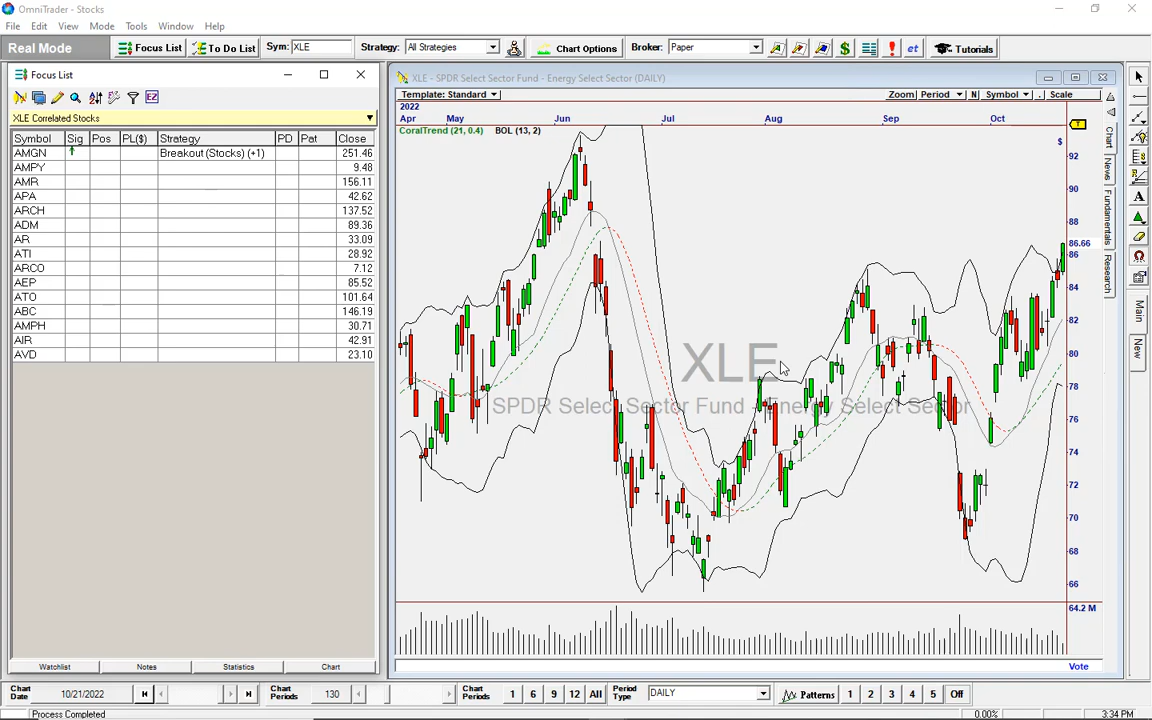 OmniTrader - Stocks
File Edit View Mode Tools Window Help
Real Mode Focus List To Do List Sym: XLE Strategy: All Strategies Chart Options Broker: Paper $ ! et Tutorials
Focus List
XLE Correlated Stocks
Symbol Sig Pos PL($) Strategy PD Pat Close
AMGN Breakout (Stocks) (+1) 251.46
AMPY 9.48
AMR 156.11
APA 42.62
ARCH 137.52
ADM 89.36
AR 33.09
ATI 28.92
ARCO 7.12
AEP 85.52
ATO 101.64
ABC 146.19
AMPH 30.71
AIR 42.91
AVD 23.10
Watchlist Notes Statistics Chart
XLE - SPDR Select Sector Fund - Energy Select Sector (DAILY)
Template: Standard Zoom Period N Symbol . Scale
2022
Apr May Jun Jul Aug Sep Oct
CoralTrend (21, 0.4) BOL (13, 2)
T
$
92
90
88
86.66
86
84
82
80
78
76
74
72
70
68
66
64.2 M
XLE
SPDR Select Sector Fund - Energy Select Sector
Vote
Chart
News
Fundamentals
Research
A
Main
New
Chart Date 10/21/2022 Chart Periods 130 Chart Periods 1 6 9 12 All Period Type DAILY Patterns 1 2 3 4 5 Off
Process Completed 0.00% 3:34 PM